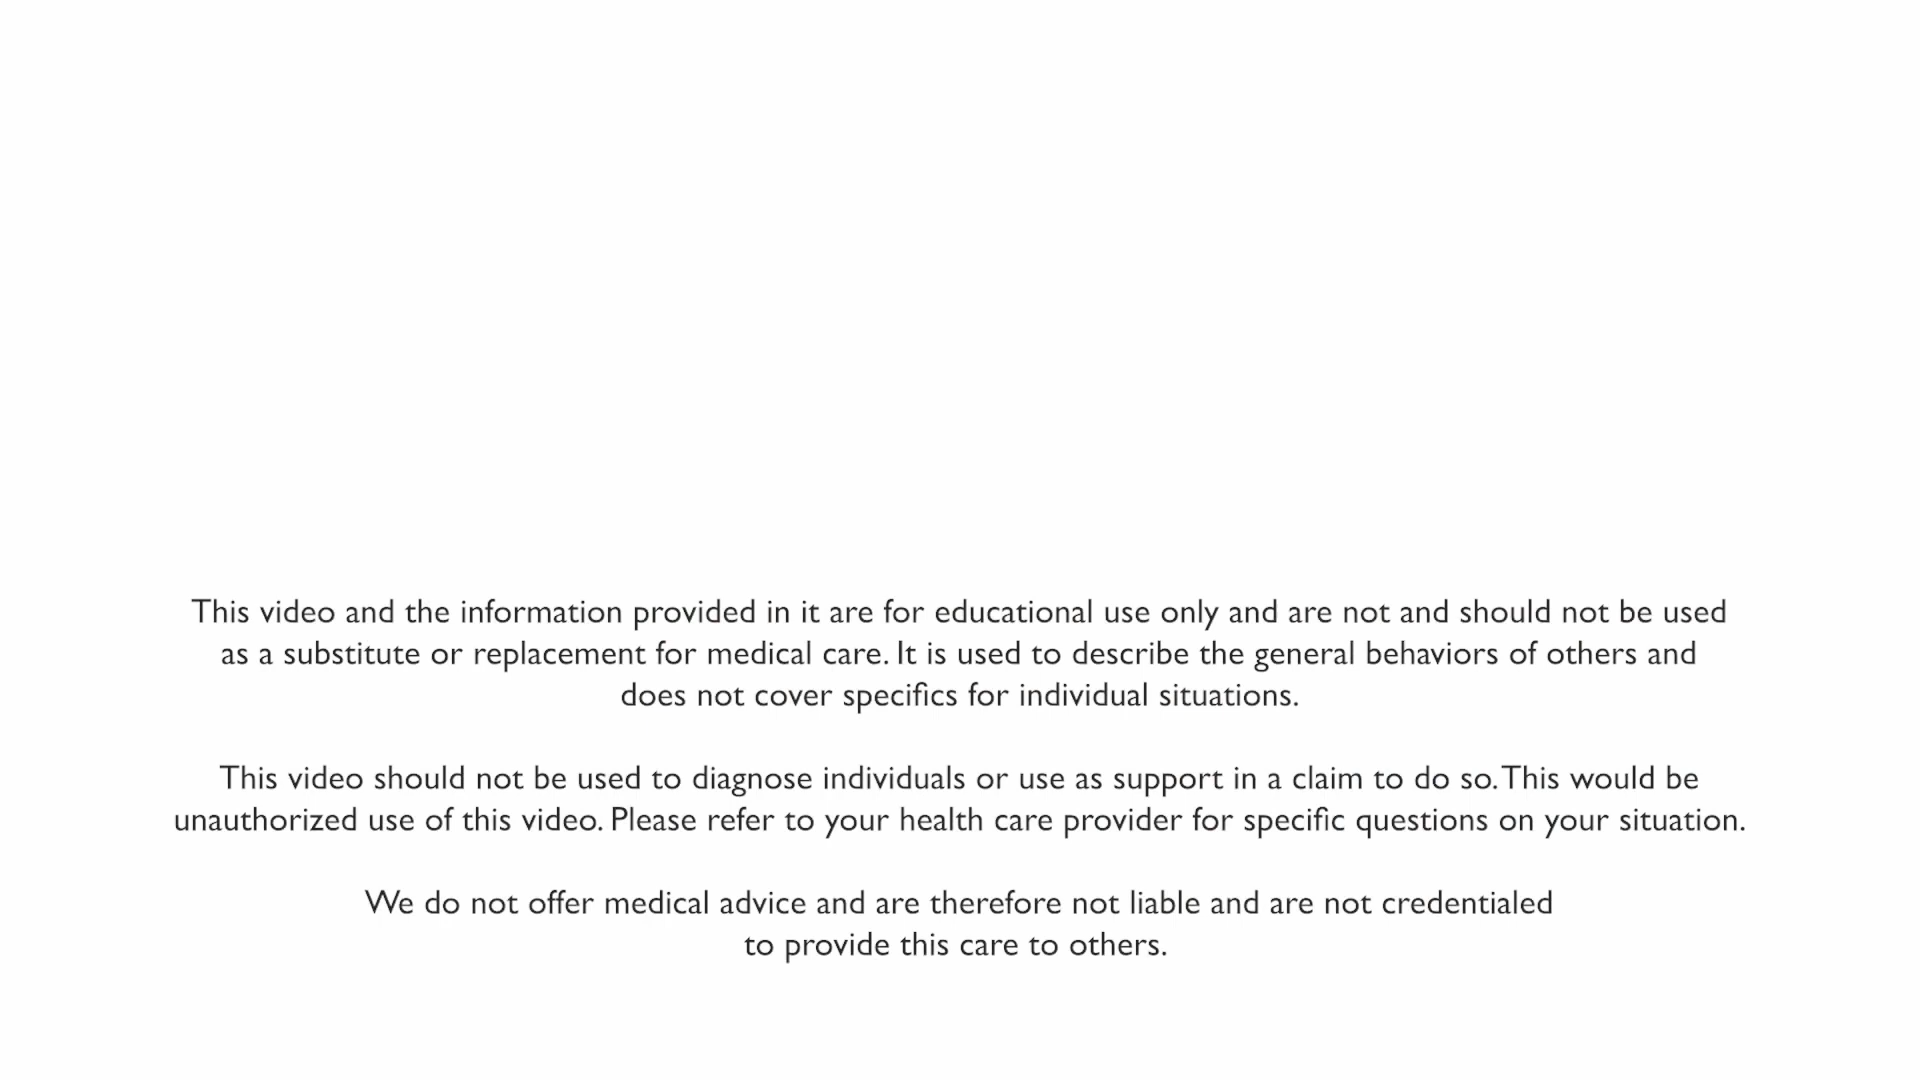 This video and the information provided in it are for educational use only and are not and should not be used
as a substitute or replacement for medical care. It is used to describe the general behaviors of others and
does not cover specifics for individual situations.
This video should not be used to diagnose individuals or use as support in a claim to do so. This would be
unauthorized use of this video. Please refer to your health care provider for specific questions on your situation.
We do not offer medical advice and are therefore not liable and are not credentialed
to provide this care to others.